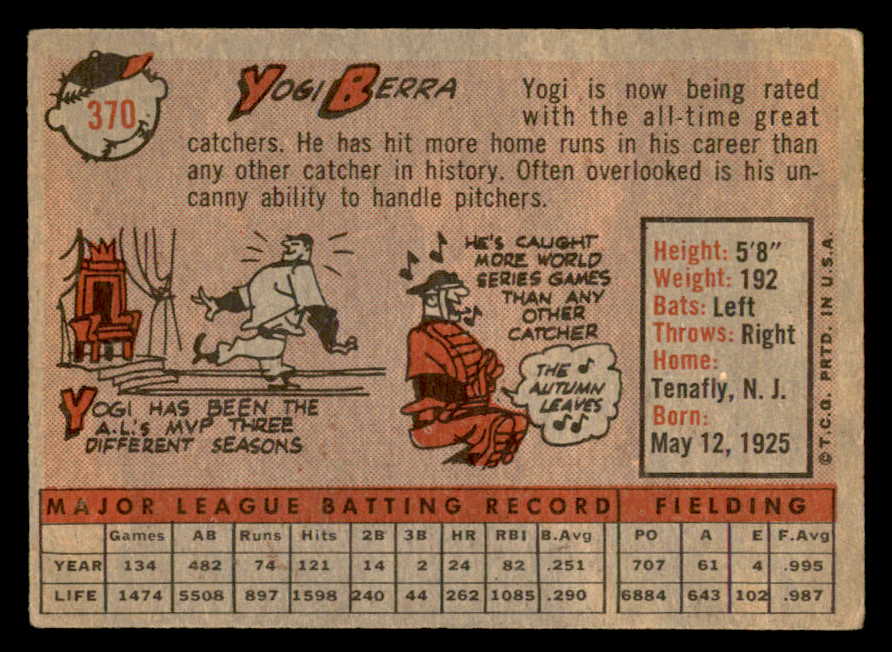 370
YOGI BERRA
Yogi is now being rated
with the all-time great
catchers. He has hit more home runs in his career than
any other catcher in history. Often overlooked is his un-
canny ability to handle pitchers.
YOGI HAS BEEN THE
A.L.'s MVP THREE
DIFFERENT SEASONS
HE'S CAUGHT
MORE WORLD
SERIES GAMES
THAN ANY
OTHER
CATCHER
THE
AUTUMN
LEAVES
Height: 5'8"
Weight: 192
Bats: Left
Throws: Right
Home:
Tenafly, N. J.
Born:
May 12, 1925
© T.C.G. PRTD. IN U.S.A.
MAJOR LEAGUE BATTING RECORD FIELDING
Games AB Runs Hits 2B 3B HR RBI B.Avg PO A E F.Avg
YEAR 134 482 74 121 14 2 24 82 .251 707 61 4 .995
LIFE 1474 5508 897 1598 240 44 262 1085 .290 6884 643 102 .987